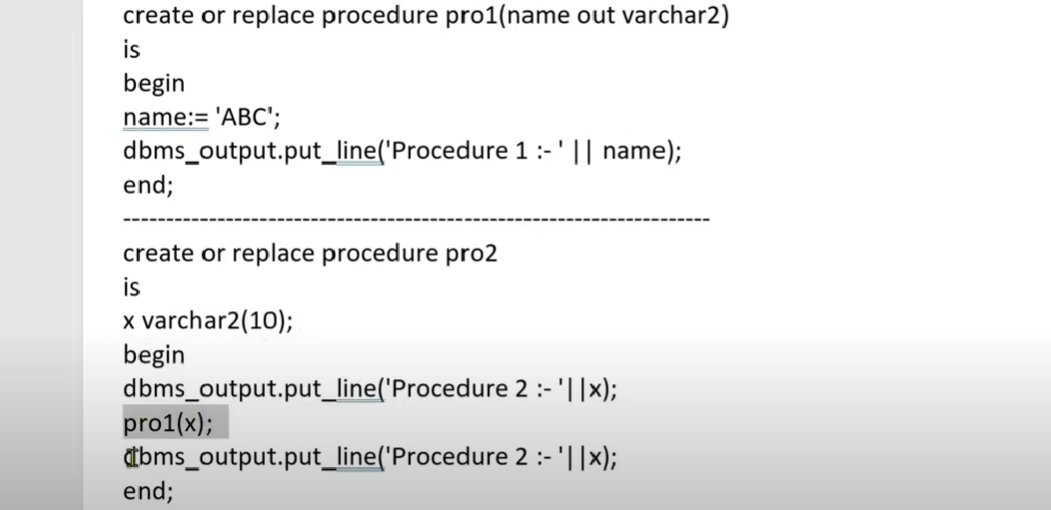 create or replace procedure pro1(name out varchar2)
is
begin
name:= 'ABC';
dbms_output.put_line('Procedure 1 :- ' || name);
end;
--------------------------------------------------------------------
create or replace procedure pro2
is
x varchar2(10);
begin
dbms_output.put_line('Procedure 2 :- '||x);
pro1(x);
dbms_output.put_line('Procedure 2 :- '||x);
end;